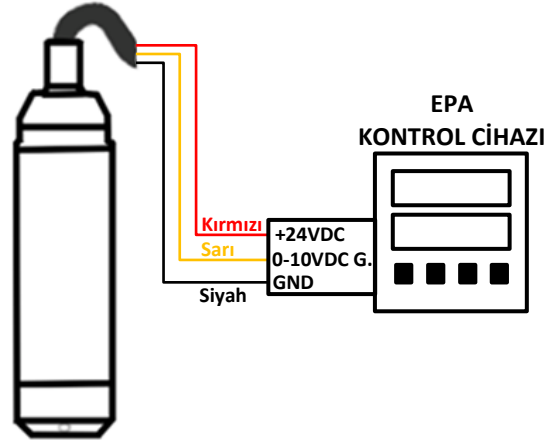 EPA
KONTROL CİHAZI
Kırmızı
+24VDC
Sarı
0-10VDC G.
GND
Siyah